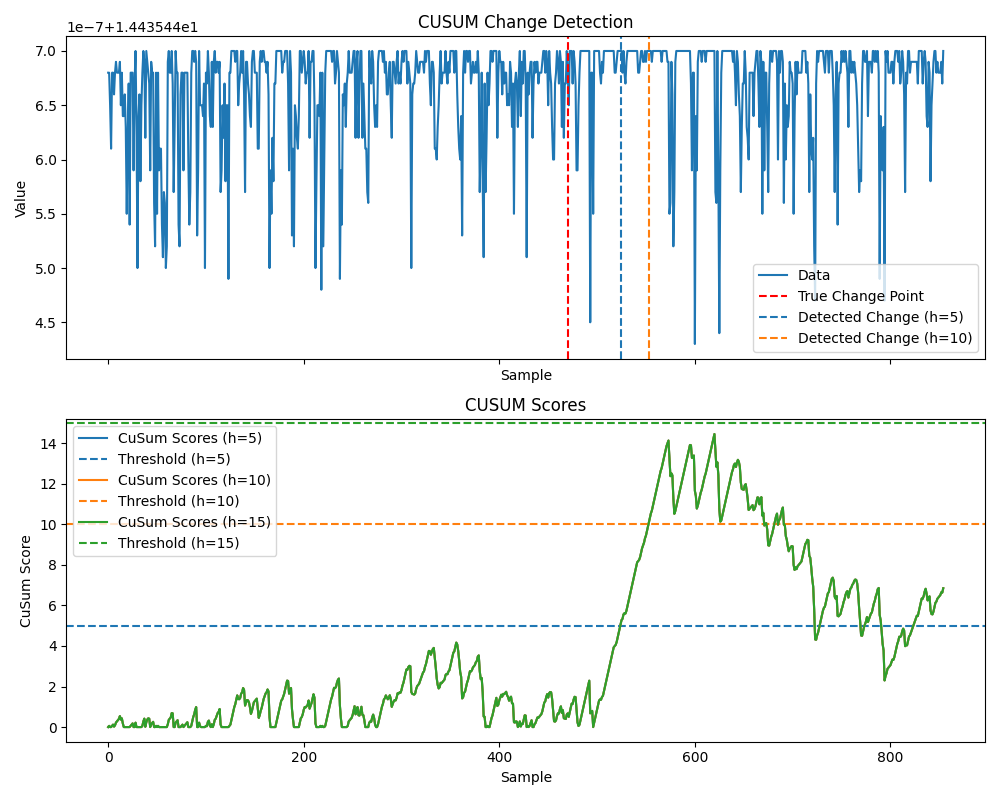 CUSUM Change Detection
1e−7+1.443544e1
7.0
6.5
6.0
5.5
5.0
4.5
Value
Data
True Change Point
Detected Change (h=5)
Detected Change (h=10)
Sample
CUSUM Scores
14
12
10
8
6
4
2
0
CuSum Score
CuSum Scores (h=5)
Threshold (h=5)
CuSum Scores (h=10)
Threshold (h=10)
CuSum Scores (h=15)
Threshold (h=15)
0 200 400 600 800
Sample